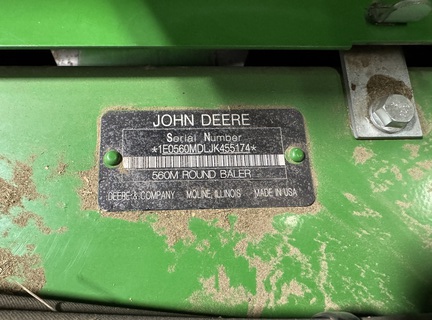 JOHN DEERE
Serial Number
*1E0560MDLJK455174*
560M ROUND BALER
DEERE & COMPANY MOLINE, ILLINOIS MADE IN USA